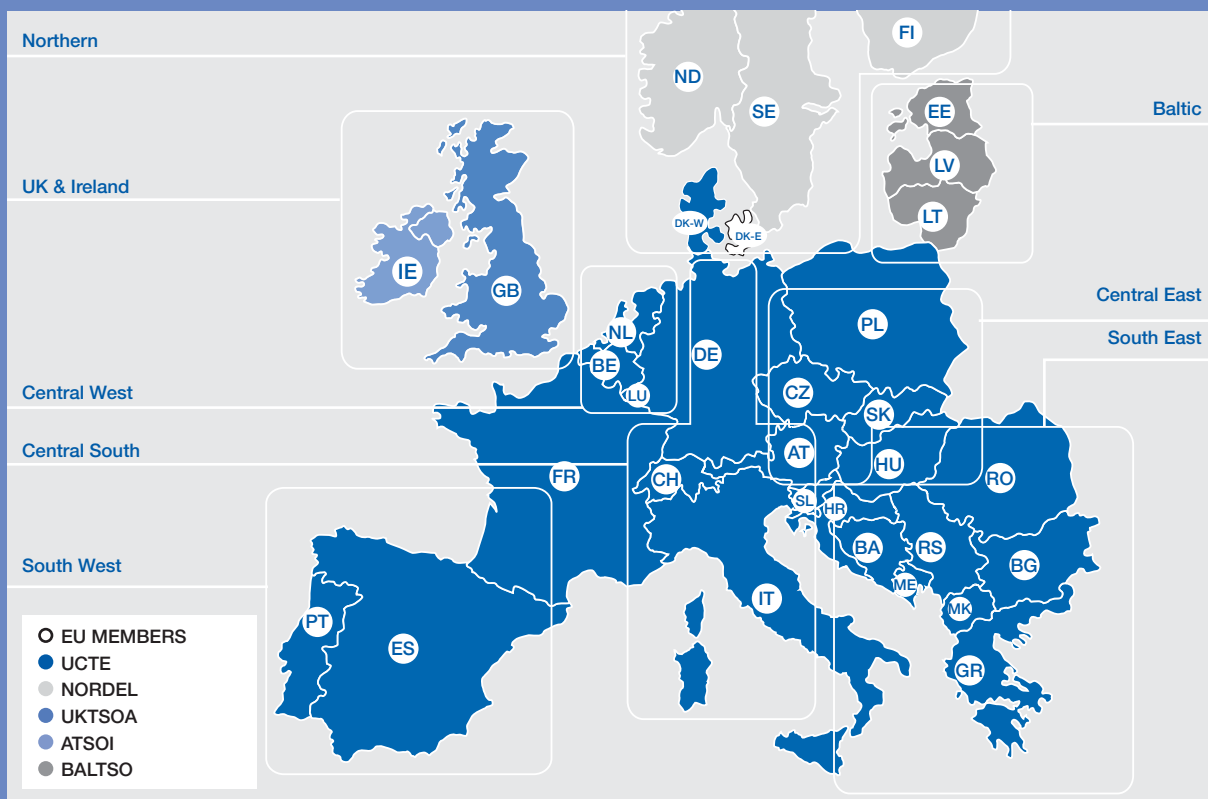 Northern
FI
ND
SE
EE
Baltic
LV
UK & Ireland
LT
DK-W
DK-E
IE
GB
Central East
PL
NL
South East
DE
BE
Central West
CZ
LU
SK
Central South
AT
HU
FR
CH
RO
SL
HR
BA
RS
South West
BG
ME
IT
MK
PT
ES
GR
EU MEMBERS
UCTE
NORDEL
UKTSOA
ATSOI
BALTSO